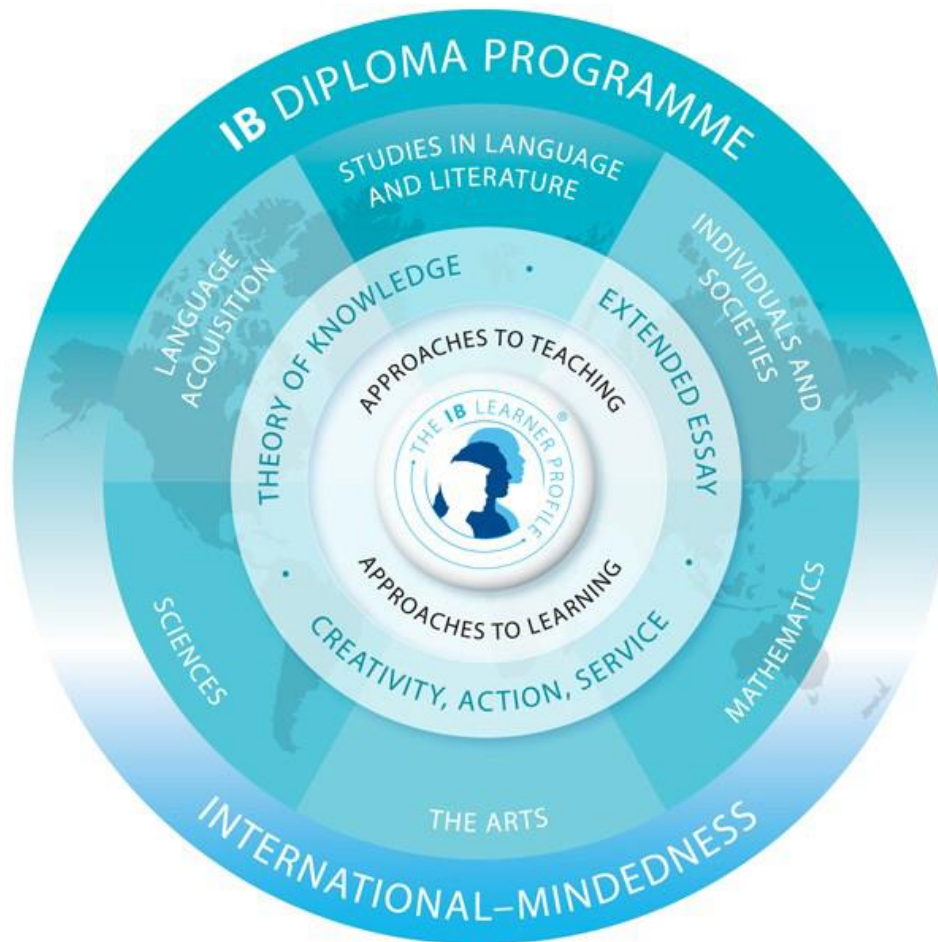 IB DIPLOMA PROGRAMME
STUDIES IN LANGUAGE
AND LITERATURE
LANGUAGE
ACQUISITION
INDIVIDUALS AND
SOCIETIES
THEORY OF KNOWLEDGE
·
EXTENDED ESSAY
·
APPROACHES TO TEACHING
THE IB LEARNER PROFILE
®
APPROACHES TO LEARNING
·
CREATIVITY, ACTION, SERVICE
SCIENCES
MATHEMATICS
THE ARTS
INTERNATIONAL–MINDEDNESS